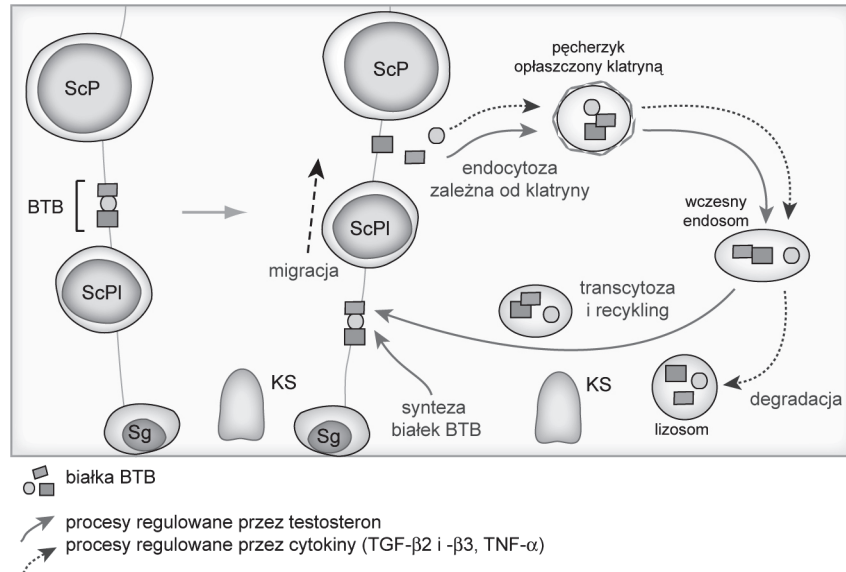 ScP
BTB
ScPl
Sg
KS
ScP
ScPl
migracja
Sg
pęcherzyk
opłaszczony klatryną
endocytoza
zależna od klatryny
wczesny
endosom
transcytoza
i recykling
synteza
białek BTB
KS
degradacja
lizosom
białka BTB
procesy regulowane przez testosteron
procesy regulowane przez cytokiny (TGF-β2 i -β3, TNF-α)